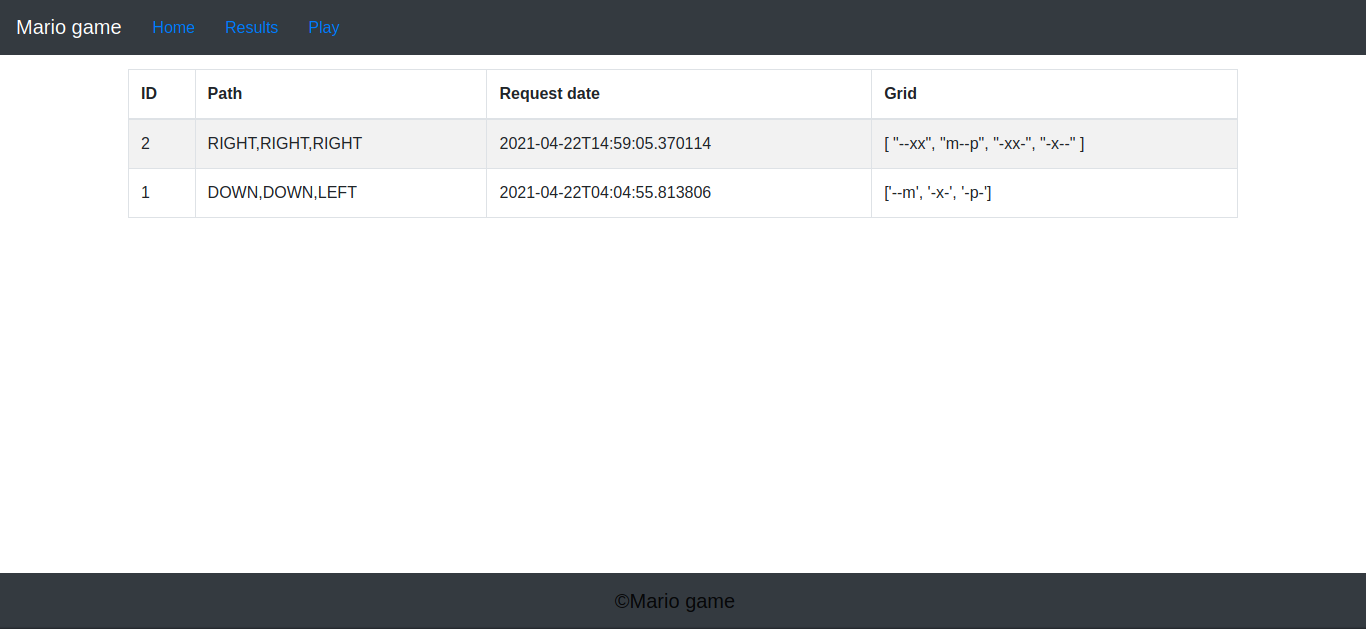 Mario game Home Results Play
ID Path Request date Grid
2 RIGHT,RIGHT,RIGHT 2021-04-22T14:59:05.370114 [ "--xx", "m--p", "-xx-", "-x--" ]
1 DOWN,DOWN,LEFT 2021-04-22T04:04:55.813806 ['--m', '-x-', '-p-']
©Mario game